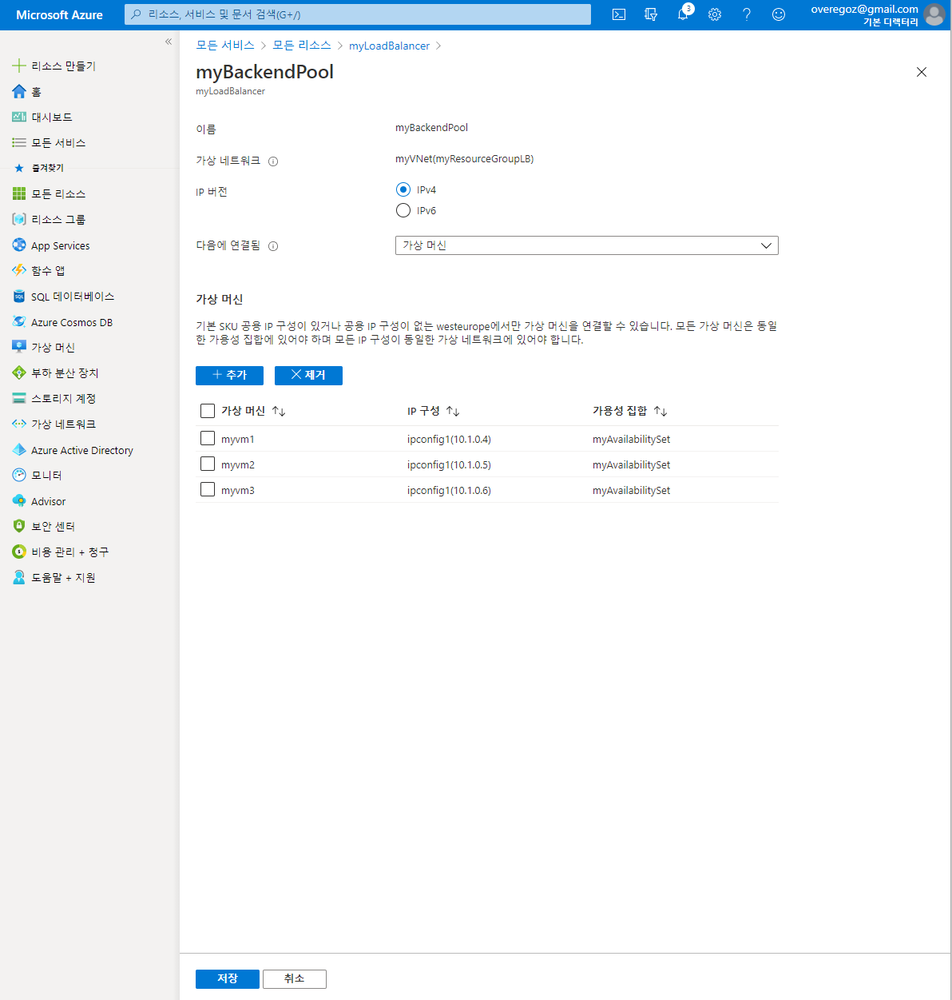 Microsoft Azure
리소스, 서비스 및 문서 검색(G+/)
3
overegoz@gmail.com
기본 디렉터리
«
리소스 만들기
홈
대시보드
모든 서비스
즐겨찾기
모든 리소스
리소스 그룹
App Services
함수 앱
SQL 데이터베이스
Azure Cosmos DB
가상 머신
부하 분산 장치
스토리지 계정
가상 네트워크
Azure Active Directory
모니터
Advisor
보안 센터
비용 관리 + 청구
도움말 + 지원
모든 서비스 > 모든 리소스 > myLoadBalancer >
myBackendPool
myLoadBalancer
이름 myBackendPool
가상 네트워크 myVNet(myResourceGroupLB)
IP 버전 IPv4
IPv6
다음에 연결됨 가상 머신
가상 머신
기본 SKU 공용 IP 구성이 있거나 공용 IP 구성이 없는 westeurope에서만 가상 머신을 연결할 수 있습니다. 모든 가상 머신은 동일
한 가용성 집합에 있어야 하며 모든 IP 구성이 동일한 가상 네트워크에 있어야 합니다.
+ 추가 × 제거
가상 머신 ↑↓ IP 구성 ↑↓ 가용성 집합 ↑↓
myvm1 ipconfig1(10.1.0.4) myAvailabilitySet
myvm2 ipconfig1(10.1.0.5) myAvailabilitySet
myvm3 ipconfig1(10.1.0.6) myAvailabilitySet
저장 취소